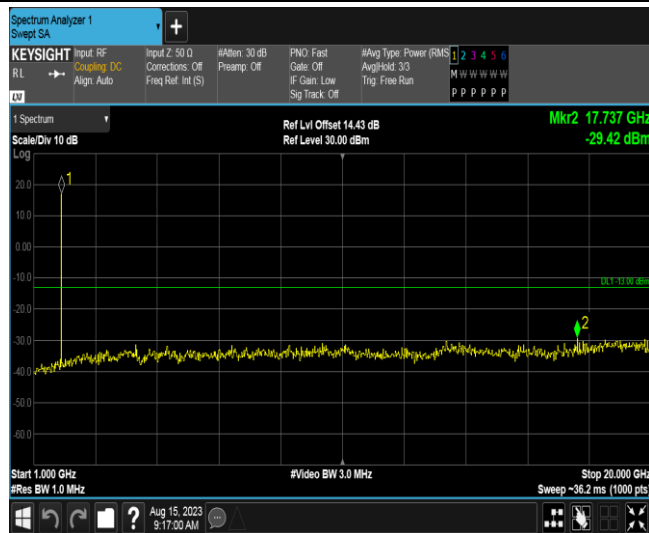 Spectrum Analyzer 1
Swept SA
+
KEYSIGHT
RL
LXI
Input: RF
Coupling: DC
Align: Auto
Input Z: 50 Ω
Corrections: Off
Freq Ref: Int (S)
#Atten: 30 dB
Preamp: Off
PNO: Fast
Gate: Off
IF Gain: Low
Sig Track: Off
#Avg Type: Power (RMS
Avg|Hold: 3/3
Trig: Free Run
1 2 3 4 5 6
M W W W W W
P P P P P P
1 Spectrum
Scale/Div 10 dB
Log
Ref Lvl Offset 14.43 dB
Ref Level 30.00 dBm
Mkr2 17.737 GHz
-29.42 dBm
1
20.0
10.0
0.00
-10.0
DL1 -13.00 dBm
-20.0
2
-30.0
-40.0
-50.0
-60.0
Start 1.000 GHz
#Video BW 3.0 MHz
Stop 20.000 GHz
#Res BW 1.0 MHz
Sweep ~36.2 ms (1000 pts)
?
Aug 15, 2023
9:17:00 AM